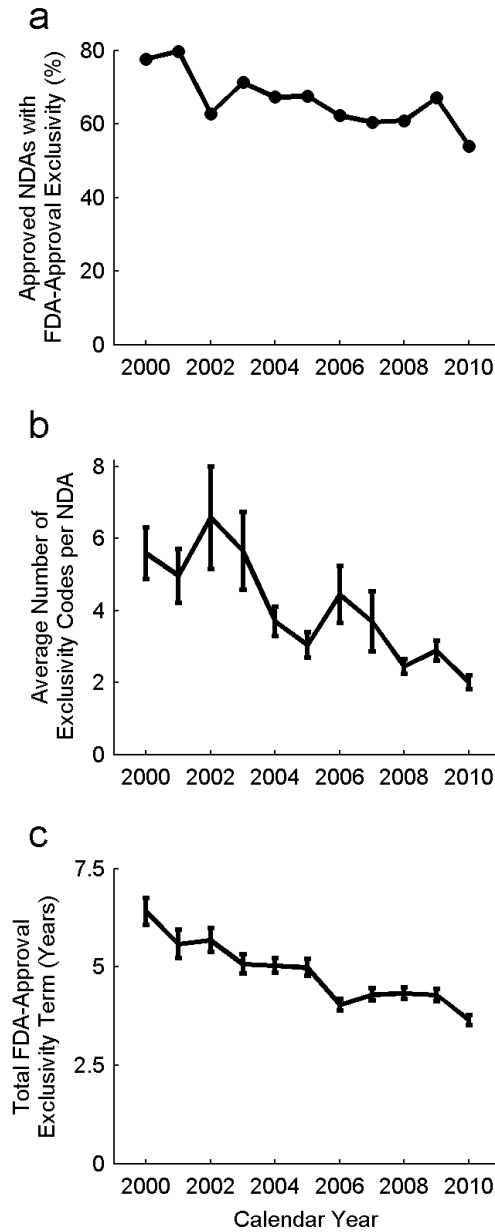 a
Approved NDAs with
FDA-Approval Exclusivity (%)
80
60
40
20
0
2000 2002 2004 2006 2008 2010
b
Average Number of
Exclusivity Codes per NDA
8
6
4
2
0
2000 2002 2004 2006 2008 2010
c
Total FDA-Approval
Exclusivity Term (Years)
7.5
5
2.5
0
2000 2002 2004 2006 2008 2010
Calendar Year